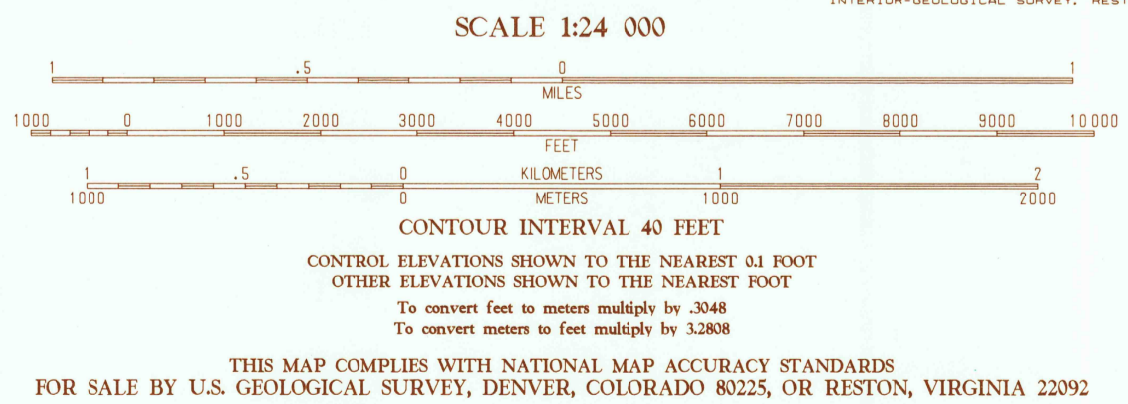 INTERIOR-GEOLOGICAL SURVEY, REST
SCALE 1:24 000
1 .5 0 1
MILES
1000 0 1000 2000 3000 4000 5000 6000 7000 8000 9000 10 000
FEET
1 .5 0 KILOMETERS 1 2
1000 0 METERS 1000 2000
CONTOUR INTERVAL 40 FEET
CONTROL ELEVATIONS SHOWN TO THE NEAREST 0.1 FOOT
OTHER ELEVATIONS SHOWN TO THE NEAREST FOOT
To convert feet to meters multiply by .3048
To convert meters to feet multiply by 3.2808
THIS MAP COMPLIES WITH NATIONAL MAP ACCURACY STANDARDS
FOR SALE BY U.S. GEOLOGICAL SURVEY, DENVER, COLORADO 80225, OR RESTON, VIRGINIA 22092